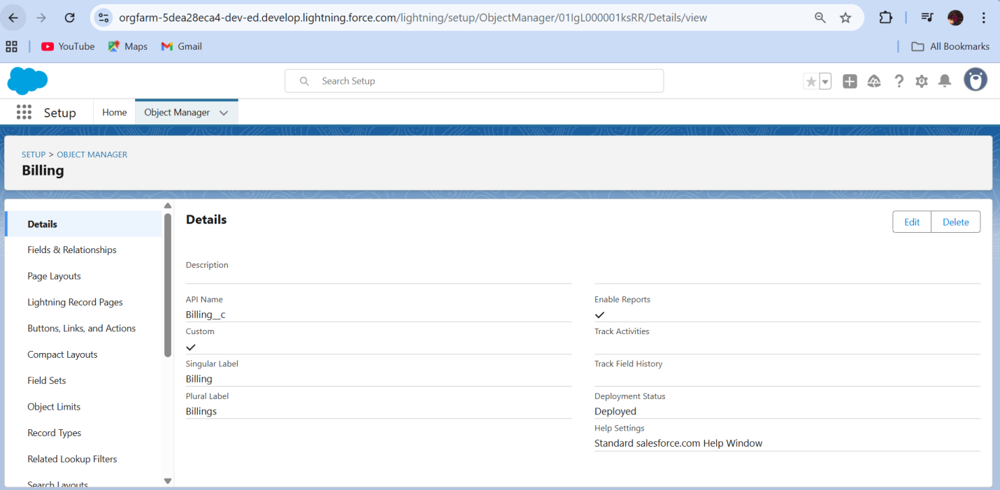 orgfarm-5dea28eca4-dev-ed.develop.lightning.force.com/lightning/setup/ObjectManager/01IgL000001ksRR/Details/view
YouTube Maps Gmail All Bookmarks
Search Setup
Setup Home Object Manager
SETUP > OBJECT MANAGER
Billing
Details
Fields & Relationships
Page Layouts
Lightning Record Pages
Buttons, Links, and Actions
Compact Layouts
Field Sets
Object Limits
Record Types
Related Lookup Filters
Search Layouts
Details
Edit Delete
Description
API Name
Billing__c
Custom
Singular Label
Billing
Plural Label
Billings
Enable Reports
Track Activities
Track Field History
Deployment Status
Deployed
Help Settings
Standard salesforce.com Help Window